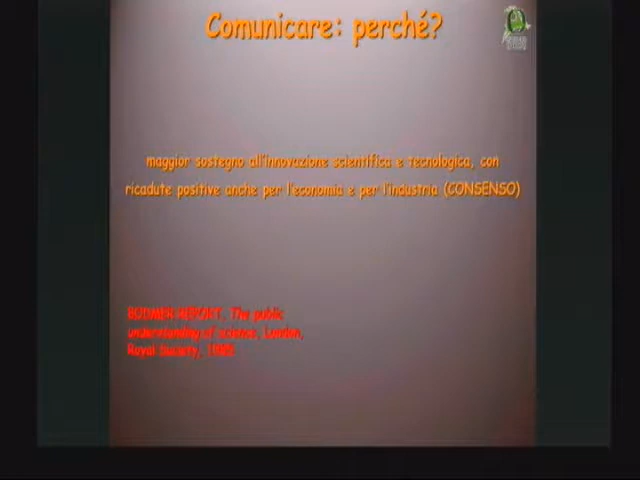 Comunicare: perché?
maggior sostegno all'innovazione scientifica e tecnologica, con
ricadute positive anche per l'economia e per l'industria (CONSENSO)
BODMER REPORT, The public
understanding of science, London,
Royal Society,